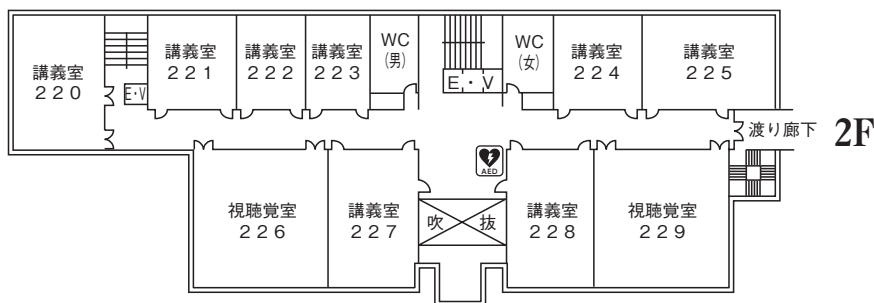 講義室
２２０
E・V
講義室
２２１
講義室
２２２
講義室
２２３
WC
(男)
E・V
WC
(女)
講義室
２２４
講義室
２２５
渡り廊下
2F
視聴覚室
２２６
講義室
２２７
AED
吹 抜
講義室
２２８
視聴覚室
２２９